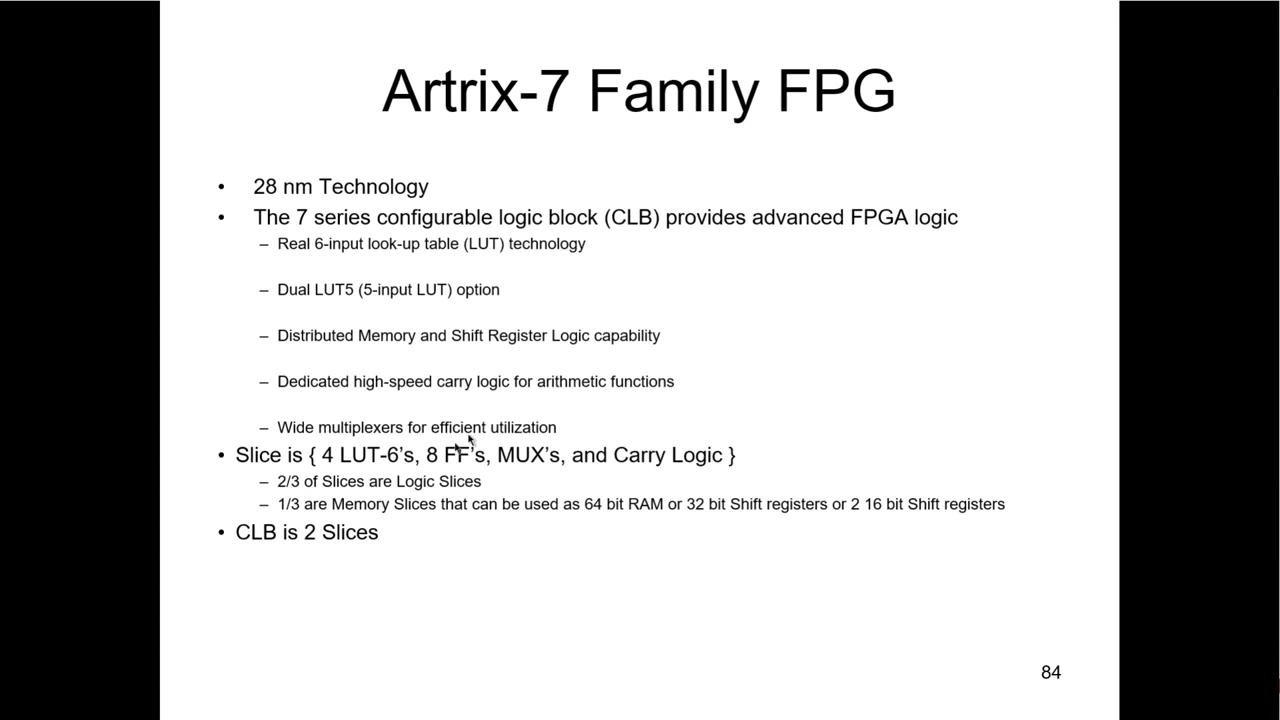 Artrix-7 Family FPG
• 28 nm Technology
• The 7 series configurable logic block (CLB) provides advanced FPGA logic
– Real 6-input look-up table (LUT) technology
– Dual LUT5 (5-input LUT) option
– Distributed Memory and Shift Register Logic capability
– Dedicated high-speed carry logic for arithmetic functions
– Wide multiplexers for efficient utilization
• Slice is { 4 LUT-6’s, 8 FF’s, MUX’s, and Carry Logic }
– 2/3 of Slices are Logic Slices
– 1/3 are Memory Slices that can be used as 64 bit RAM or 32 bit Shift registers or 2 16 bit Shift registers
• CLB is 2 Slices
84